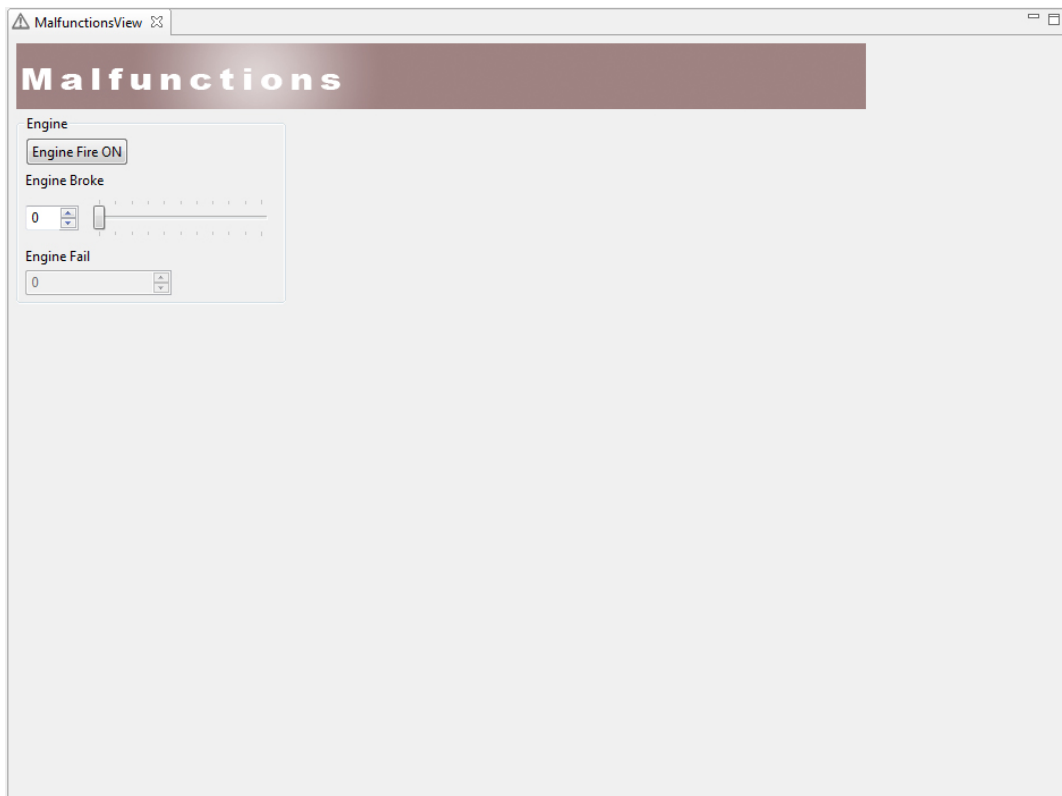 MalfunctionsView
Malfunctions
Engine
Engine Fire ON
Engine Broke
0
Engine Fail
0